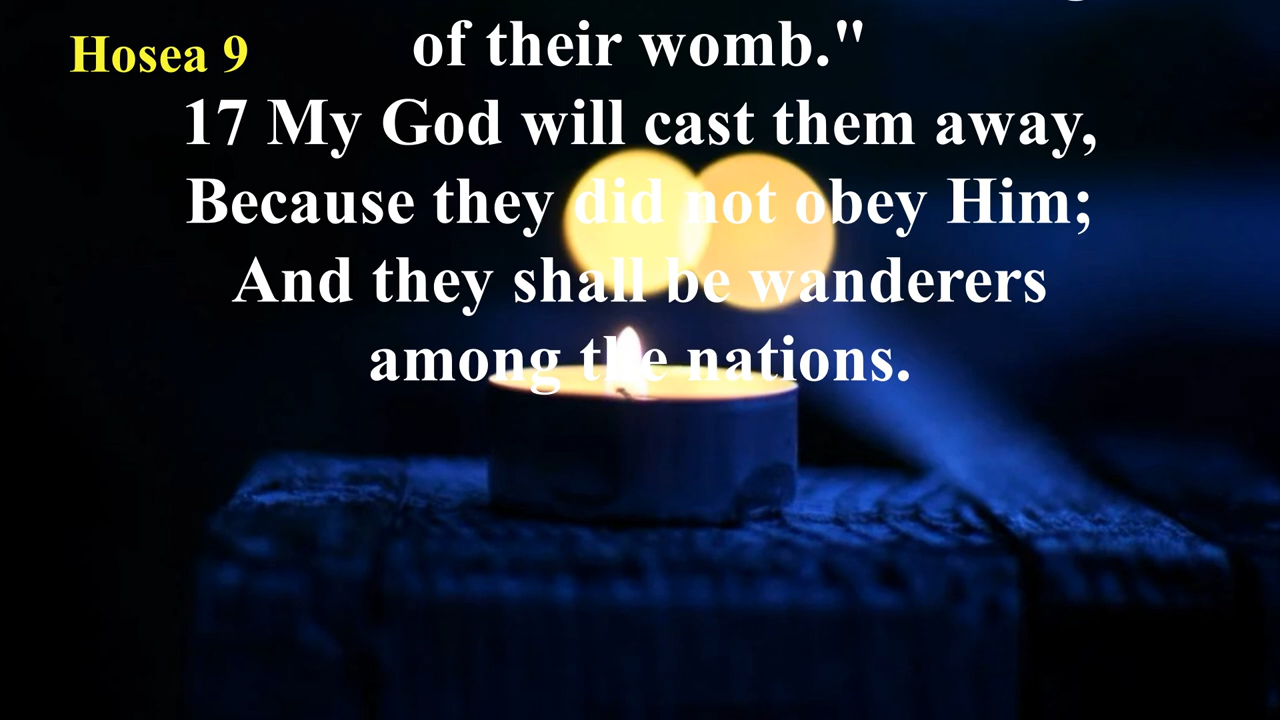 Hosea 9
of their womb."
17 My God will cast them away,
Because they did not obey Him;
And they shall be wanderers
among the nations.